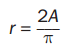 r = 2A/π